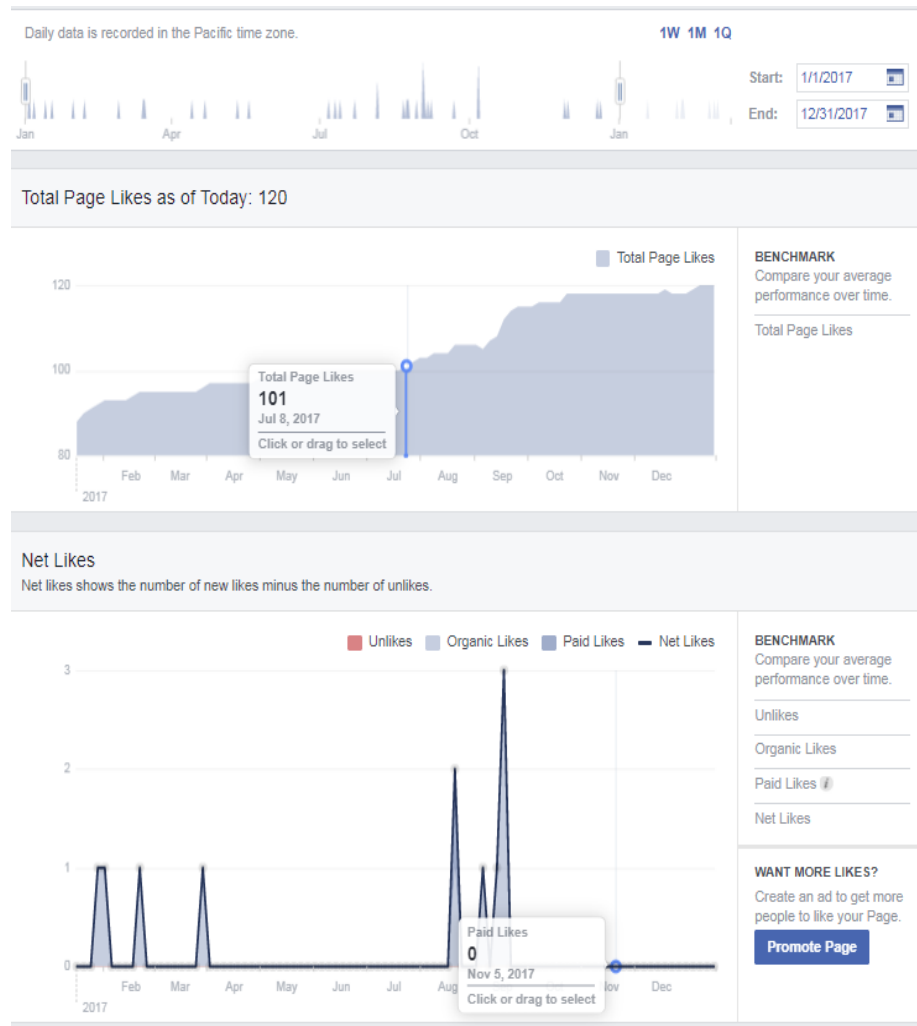 Daily data is recorded in the Pacific time zone.
1W 1M 1Q
Start: 1/1/2017
End: 12/31/2017
Jan Apr Jul Oct Jan
Total Page Likes as of Today: 120
Total Page Likes
BENCHMARK
Compare your average
performance over time.
Total Page Likes
120
100
80
Total Page Likes
101
Jul 8, 2017
Click or drag to select
Feb Mar Apr May Jun Jul Aug Sep Oct Nov Dec
2017
Net Likes
Net likes shows the number of new likes minus the number of unlikes.
Unlikes Organic Likes Paid Likes Net Likes
BENCHMARK
Compare your average
performance over time.
Unlikes
Organic Likes
Paid Likes i
Net Likes
3
2
1
0
Paid Likes
0
Nov 5, 2017
Click or drag to select
Feb Mar Apr May Jun Jul Aug Nov Dec
2017
WANT MORE LIKES?
Create an ad to get more
people to like your Page.
Promote Page